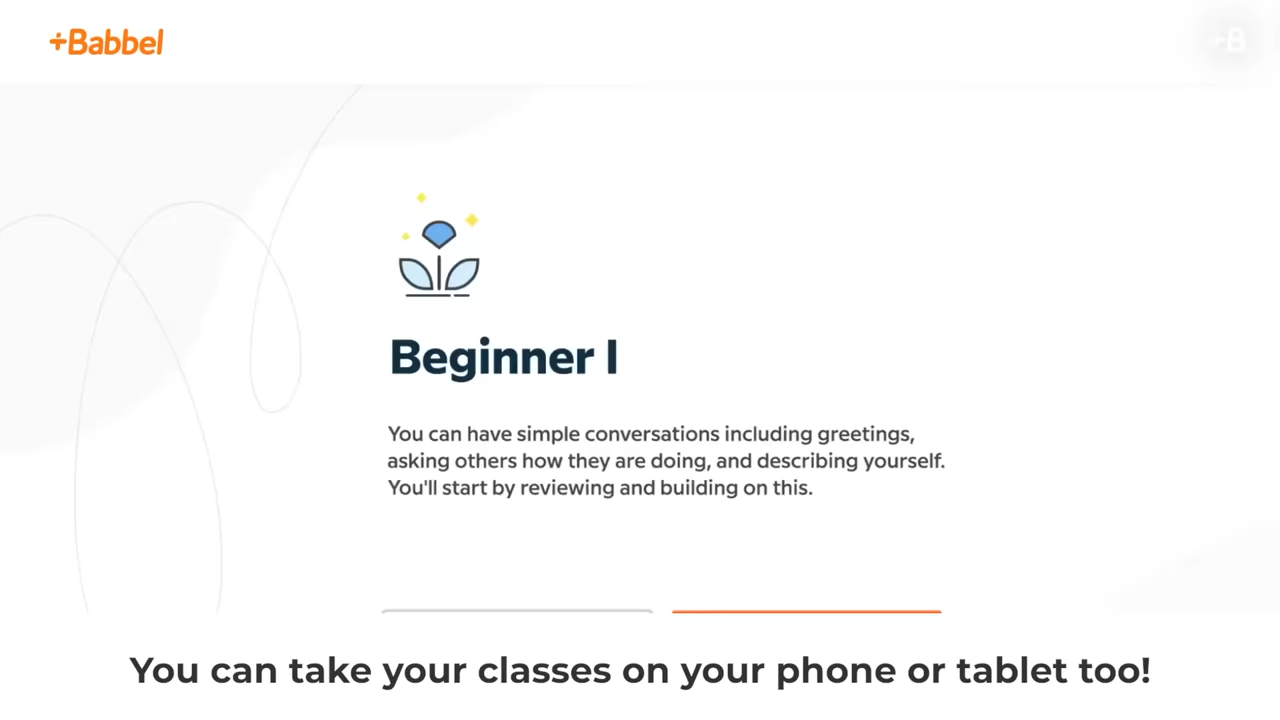 +Babbel
+B
Beginner I
You can have simple conversations including greetings,
asking others how they are doing, and describing yourself.
You'll start by reviewing and building on this.
You can take your classes on your phone or tablet too!